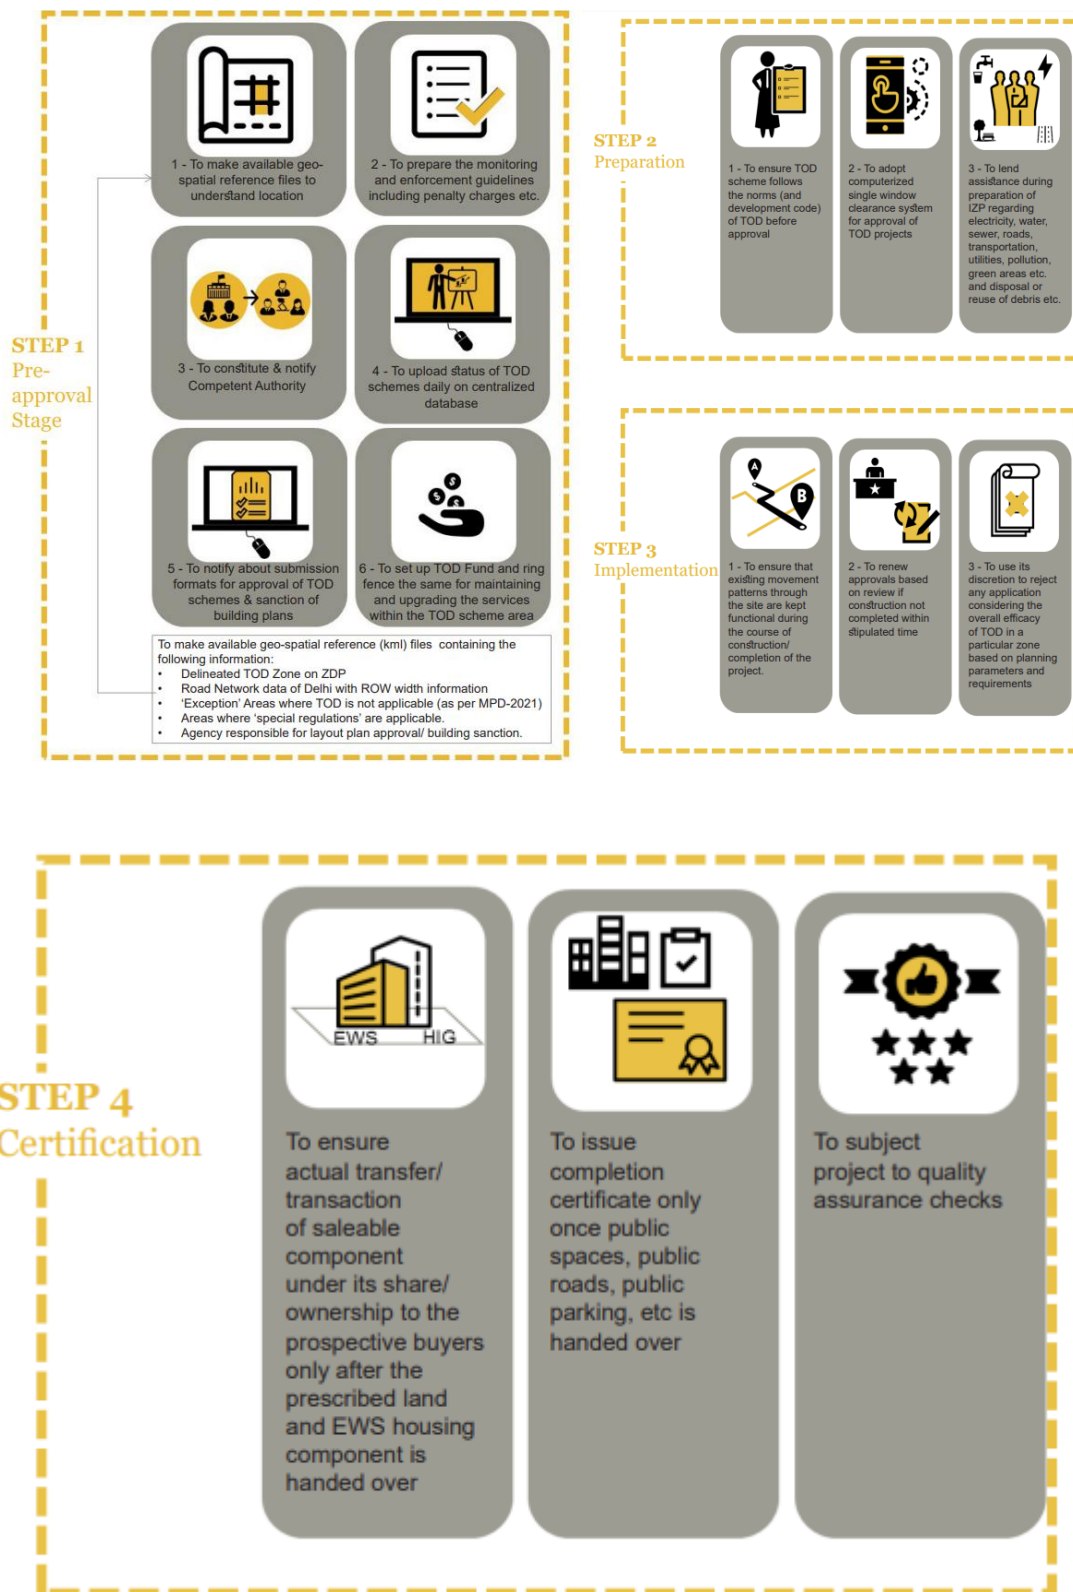 STEP 1
Pre-
approval
Stage
1 - To make available geo-
spatial reference files to
understand location
2 - To prepare the monitoring
and enforcement guidelines
including penalty charges etc.
3 - To constitute & notify
Competent Authority
4 - To upload status of TOD
schemes daily on centralized
database
5 - To notify about submission
formats for approval of TOD
schemes & sanction of
building plans
6 - To set up TOD Fund and ring
fence the same for maintaining
and upgrading the services
within the TOD scheme area
To make available geo-spatial reference (kml) files containing the
following information:
• Delineated TOD Zone on ZDP
• Road Network data of Delhi with ROW width information
• ‘Exception’ Areas where TOD is not applicable (as per MPD-2021)
• Areas where ‘special regulations’ are applicable.
• Agency responsible for layout plan approval/ building sanction.
STEP 2
Preparation
1 - To ensure TOD
scheme follows
the norms (and
development code)
of TOD before
approval
2 - To adopt
computerized
single window
clearance system
for approval of
TOD projects
3 - To lend
assistance during
preparation of
IZP regarding
electricity, water,
sewer, roads,
transportation,
utilities, pollution,
green areas etc.
and disposal or
reuse of debris etc.
STEP 3
Implementation
A
B
1 - To ensure that
existing movement
patterns through
the site are kept
functional during
the course of
construction/
completion of the
project.
2 - To renew
approvals based
on review if
construction not
completed within
stipulated time
3 - To use its
discretion to reject
any application
considering the
overall efficacy
of TOD in a
particular zone
based on planning
parameters and
requirements
STEP 4
Certification
EWS HIG
To ensure
actual transfer/
transaction
of saleable
component
under its share/
ownership to the
prospective buyers
only after the
prescribed land
and EWS housing
component is
handed over
To issue
completion
certificate only
once public
spaces, public
roads, public
parking, etc is
handed over
To subject
project to quality
assurance checks